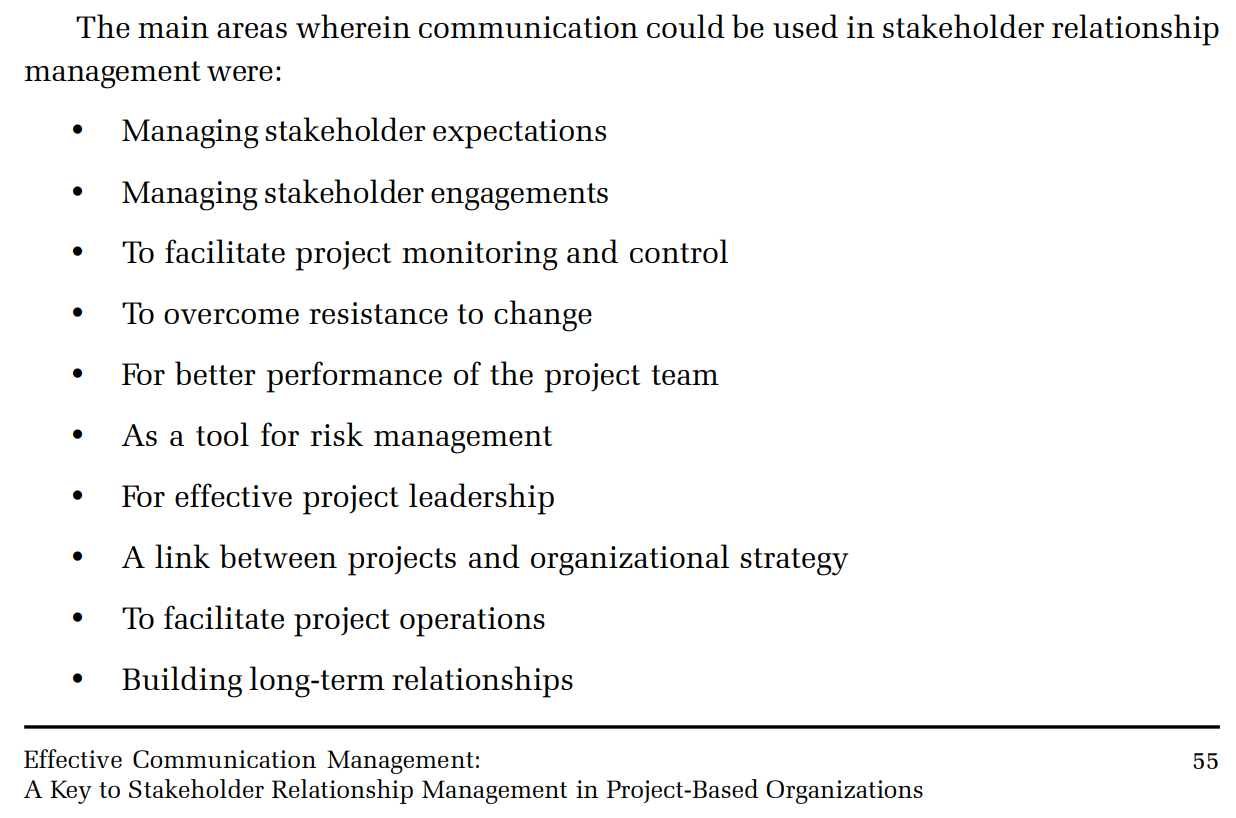 The main areas wherein communication could be used in stakeholder relationship
management were:
• Managing stakeholder expectations
• Managing stakeholder engagements
• To facilitate project monitoring and control
• To overcome resistance to change
• For better performance of the project team
• As a tool for risk management
• For effective project leadership
• A link between projects and organizational strategy
• To facilitate project operations
• Building long-term relationships
Effective Communication Management: 55
A Key to Stakeholder Relationship Management in Project-Based Organizations